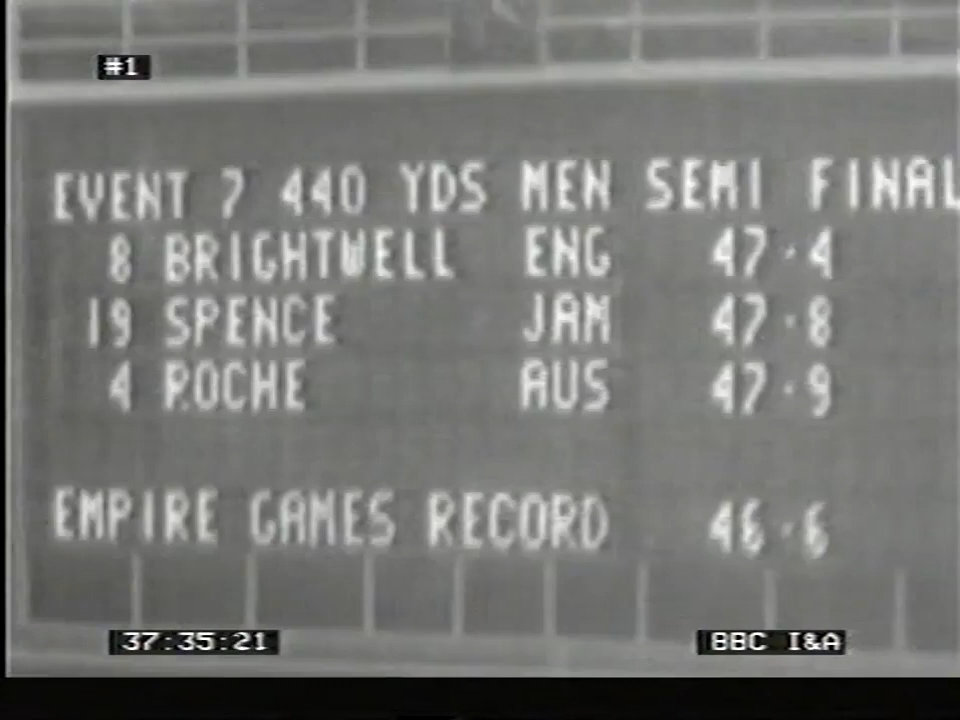 #1
EVENT 7 440 YDS MEN SEMI FINAL
8 BRIGHTWELL ENG 47.4
19 SPENCE JAM 47.8
4 ROCHE AUS 47.9
EMPIRE GAMES RECORD 46.6
37:35:21 BBC I&A